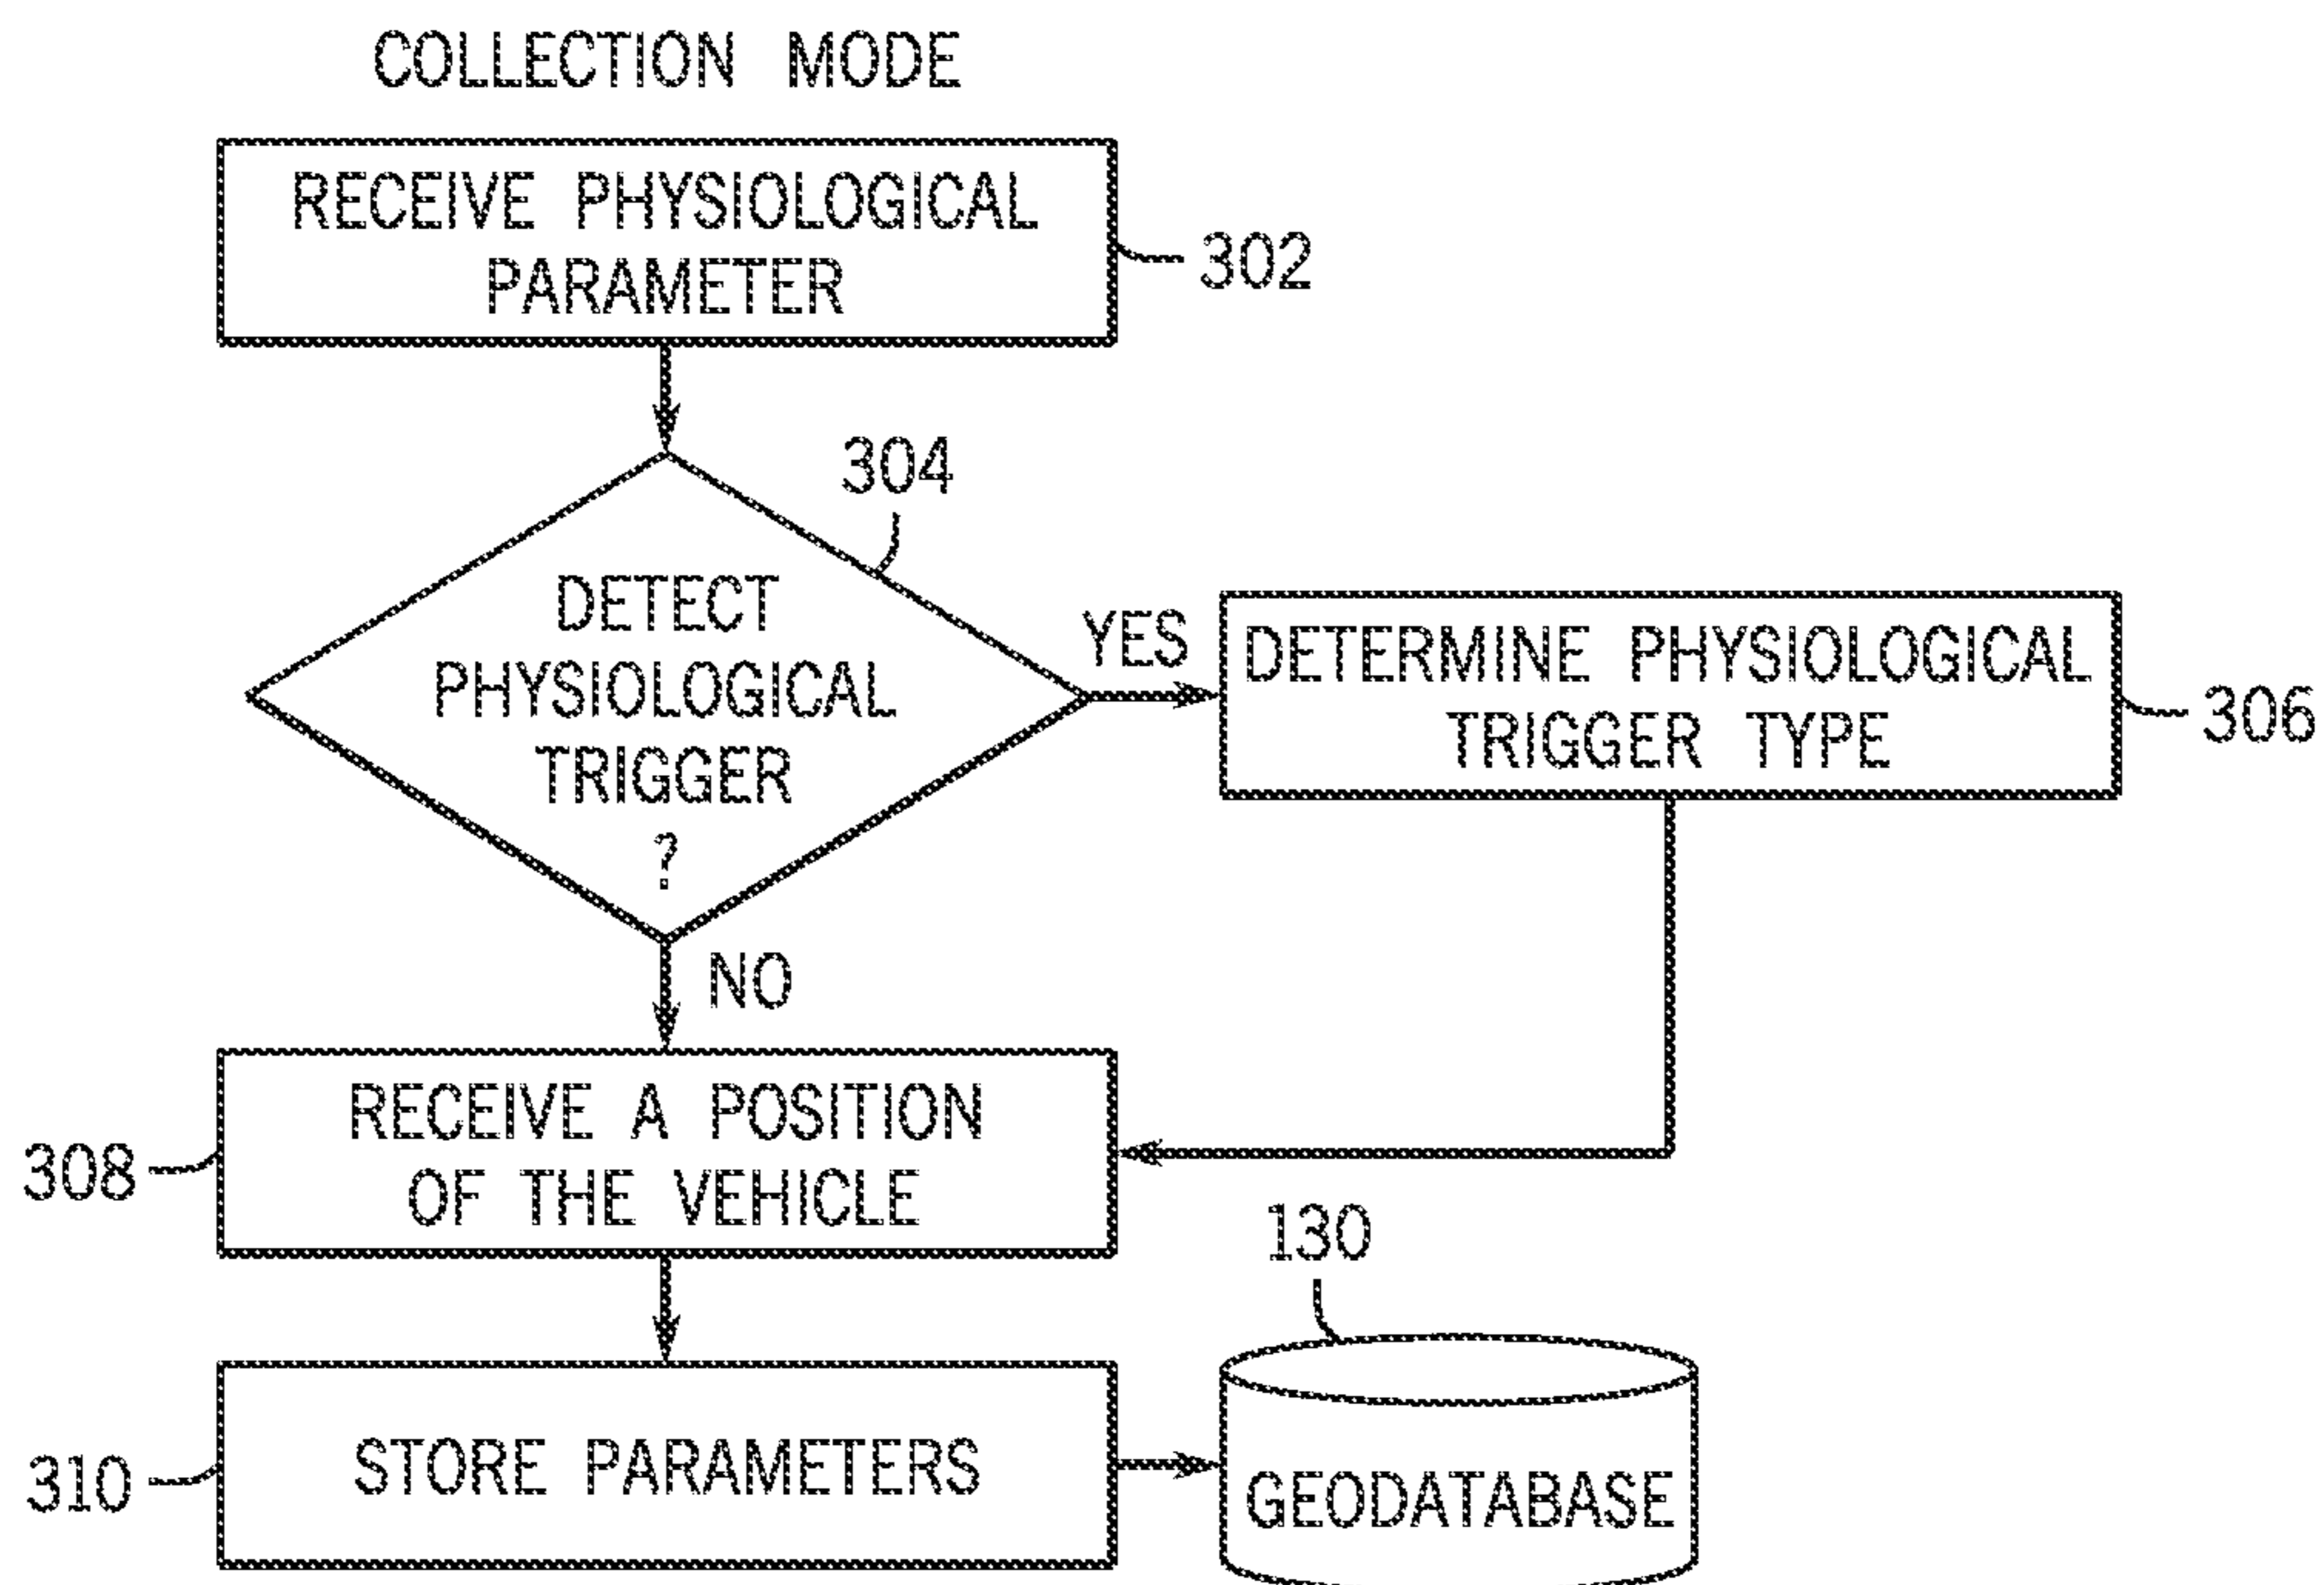 COLLECTION MODE
RECEIVE PHYSIOLOGICAL
PARAMETER
302
304
DETECT
PHYSIOLOGICAL
TRIGGER
?
YES
DETERMINE PHYSIOLOGICAL
TRIGGER TYPE
306
NO
RECEIVE A POSITION
OF THE VEHICLE
308
130
STORE PARAMETERS
310
GEODATABASE